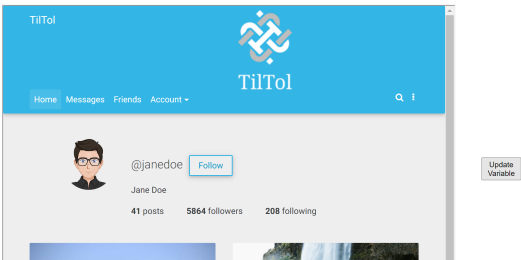 TilTol
TilTol
Home Messages Friends Account
@janedoe Follow
Jane Doe
41 posts 5864 followers 208 following
Update
Variable